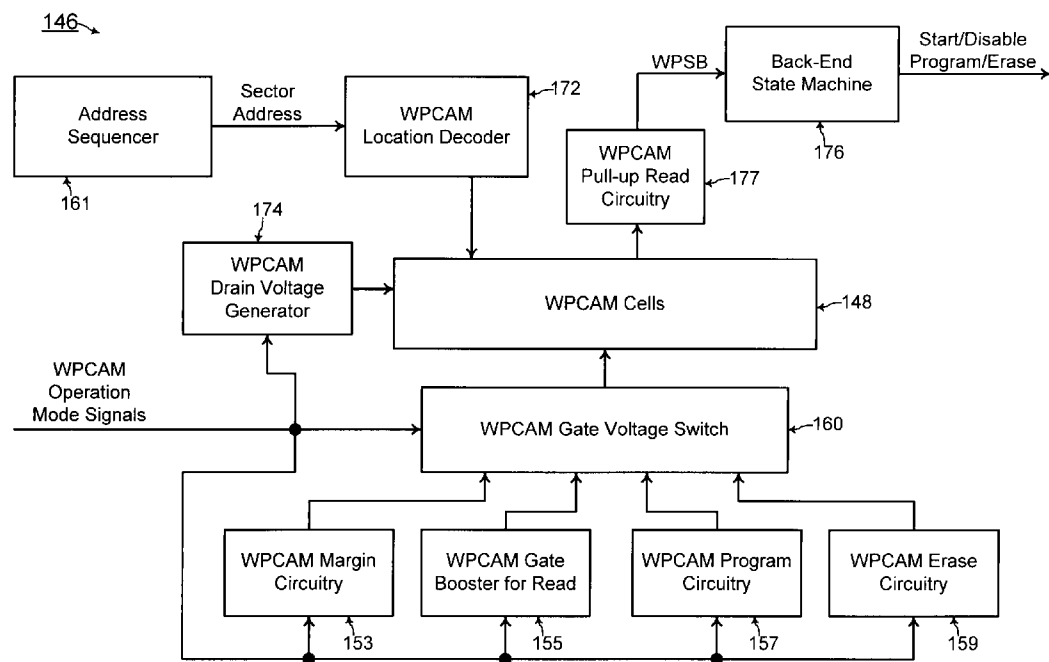 146
Address
Sequencer
161
Sector
Address
WPCAM
Location Decoder
172
WPSB
Back-End
State Machine
176
Start/Disable
Program/Erase
WPCAM
Pull-up Read
Circuitry
177
174
WPCAM
Drain Voltage
Generator
WPCAM Cells
148
WPCAM
Operation
Mode Signals
WPCAM Gate Voltage Switch
160
WPCAM Margin
Circuitry
153
WPCAM Gate
Booster for Read
155
WPCAM Program
Circuitry
157
WPCAM Erase
Circuitry
159